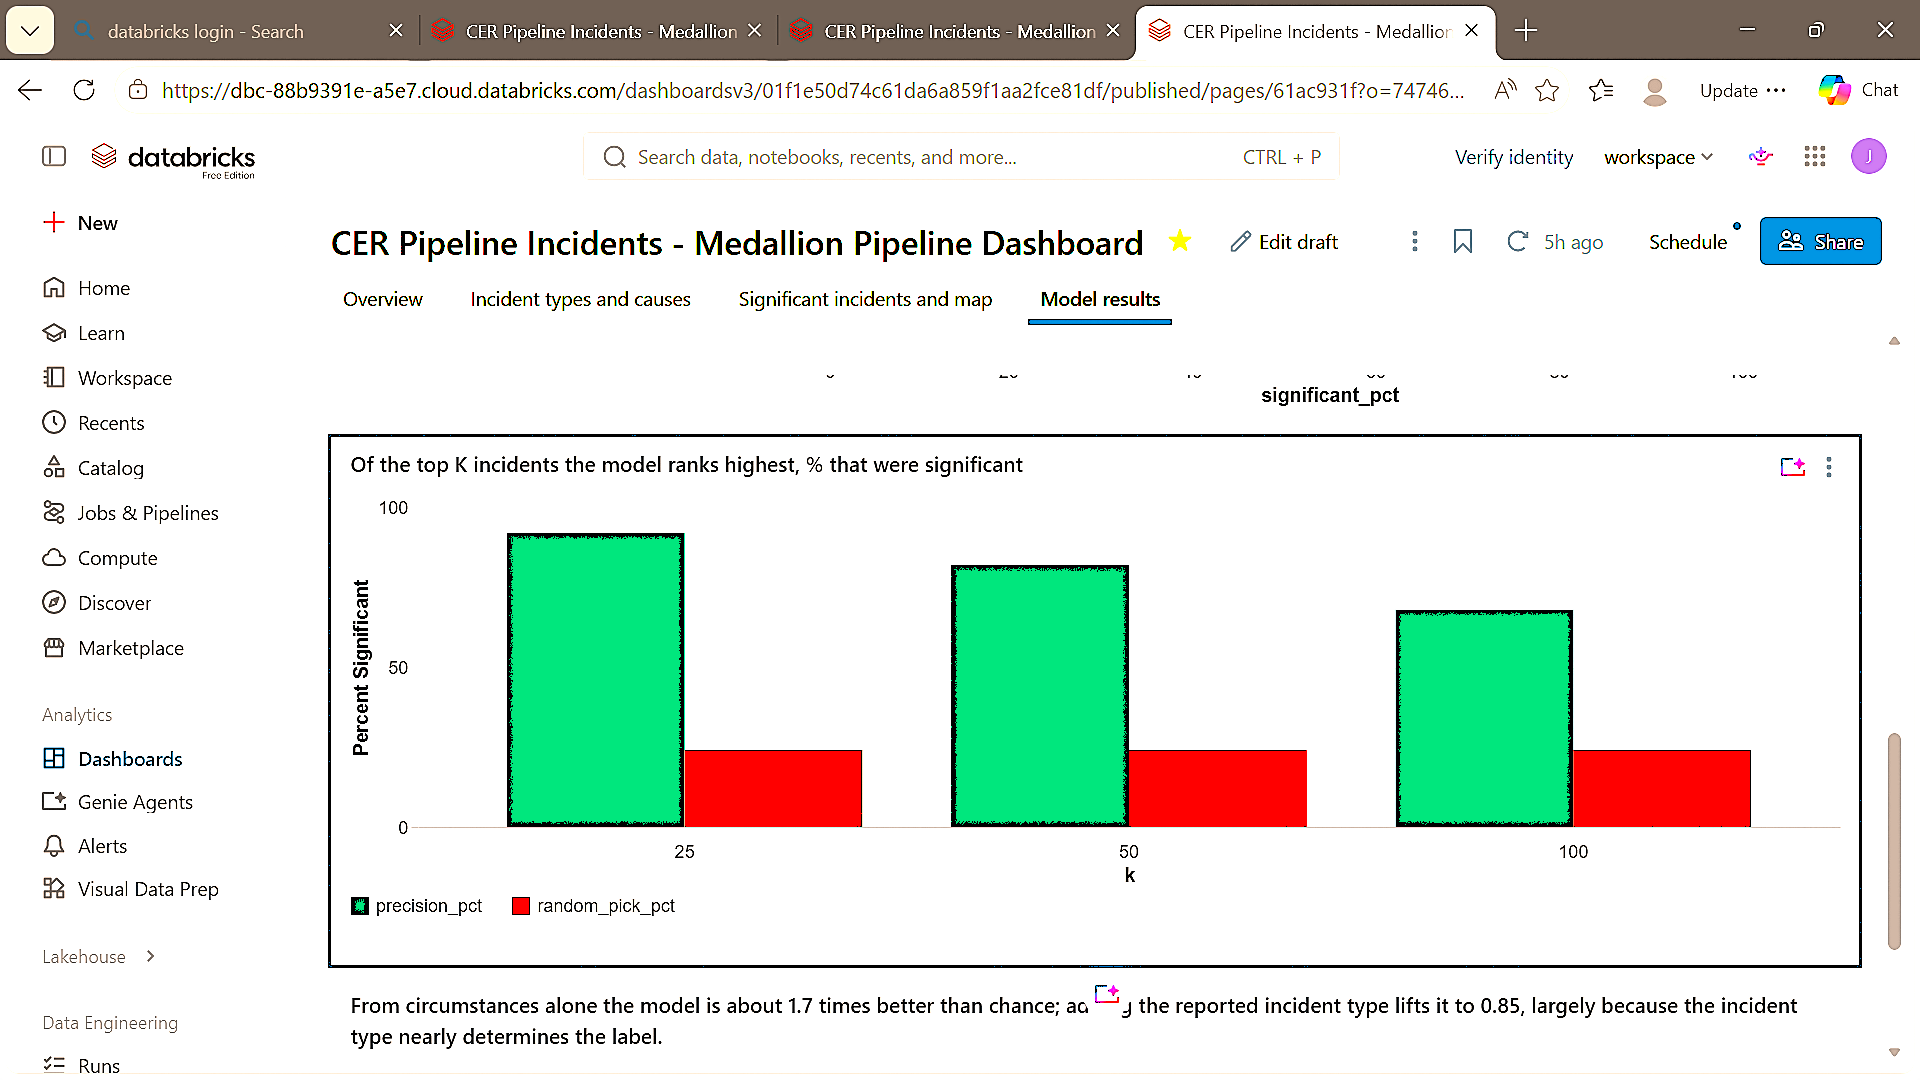 databricks login - Search
CER Pipeline Incidents - Medallion
CER Pipeline Incidents - Medallion
CER Pipeline Incidents - Medallior
https://dbc-88b9391e-a5e7.cloud.databricks.com/dashboardsv3/01f1e50d74c61da6a859f1aa2fce81df/published/pages/61ac931f?o=74746...
Update
Chat
databricks
Free Edition
Search data, notebooks, recents, and more...
CTRL + P
Verify identity
workspace
J
New
CER Pipeline Incidents - Medallion Pipeline Dashboard
Edit draft
5h ago
Schedule
Share
Overview
Incident types and causes
Significant incidents and map
Model results
Home
Learn
Workspace
Recents
Catalog
Jobs & Pipelines
Compute
Discover
Marketplace
Analytics
Dashboards
Genie Agents
Alerts
Visual Data Prep
Lakehouse
Data Engineering
Runs
significant_pct
Of the top K incidents the model ranks highest, % that were significant
Percent Significant
100
50
0
25
50
100
k
precision_pct
random_pick_pct
From circumstances alone the model is about 1.7 times better than chance; the reported incident type lifts it to 0.85, largely because the incident
type nearly determines the label.